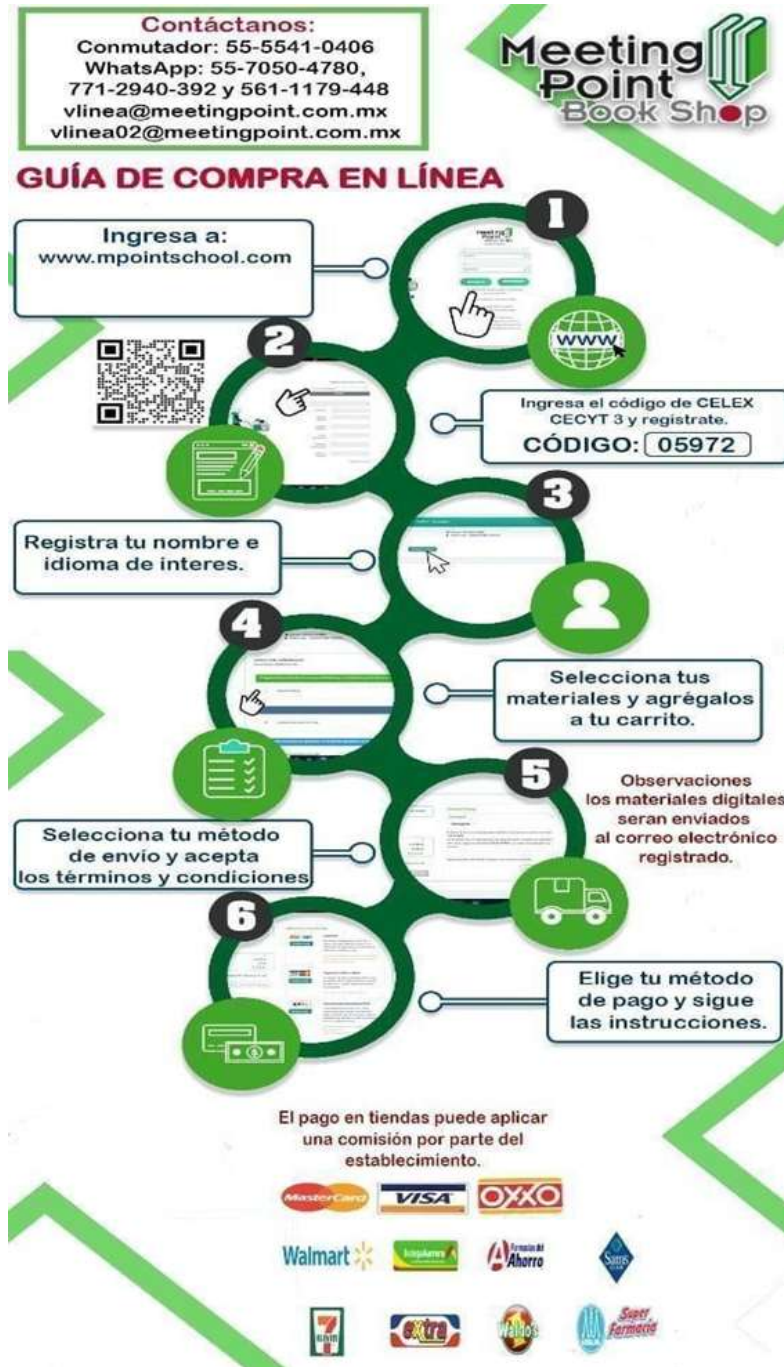 Contáctanos:
Conmutador: 55-5541-0406
WhatsApp: 55-7050-4780,
771-2940-392 y 561-1179-448
vlinea@meetingpoint.com.mx
vlinea02@meetingpoint.com.mx
Meeting
Point
Book Shop
GUÍA DE COMPRA EN LÍNEA
1
Ingresa a:
www.mpointschool.com
www
2
Ingresa el código de CELEX
CECYT 3 y registrate.
CÓDIGO: 05972
3
Registra tu nombre e
idioma de interes.
4
Selecciona tus
materiales y agrégalos
a tu carrito.
5
Observaciones
los materiales digitales
seran enviados
al correo electrónico
registrado.
Selecciona tu método
de envío y acepta
los términos y condiciones
6
Elige tu método
de pago y sigue
las instrucciones.
El pago en tiendas puede aplicar
una comisión por parte del
establecimiento.
MasterCard
VISA
OXXO
Walmart
Farmacias del
Ahorro
Sams
7
extra
Waldo's
Super
Farmacia